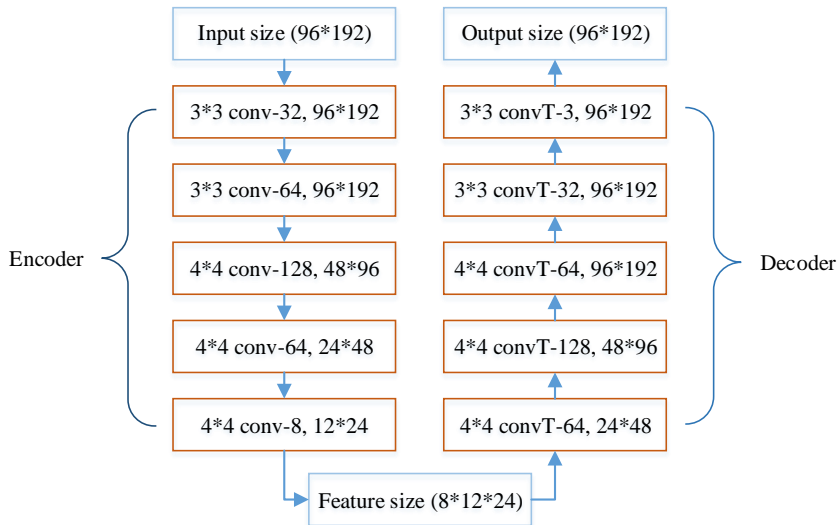 Input size (96*192)
3*3 conv-32, 96*192
3*3 conv-64, 96*192
4*4 conv-128, 48*96
4*4 conv-64, 24*48
4*4 conv-8, 12*24
Encoder
Feature size (8*12*24)
Output size (96*192)
3*3 convT-3, 96*192
3*3 convT-32, 96*192
4*4 convT-64, 96*192
4*4 convT-128, 48*96
4*4 convT-64, 24*48
Decoder